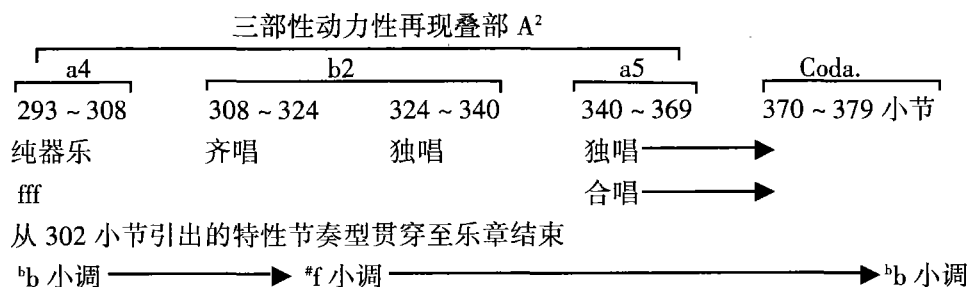 三部性动力性再现叠部 A²
a4 b2 a5 Coda.
293 ~ 308 308 ~ 324 324 ~ 340 340 ~ 369 370 ~ 379 小节
纯器乐 齐唱 独唱 独唱
fff 合唱
从 302 小节引出的特性节奏型贯穿至乐章结束
ᵇb 小调 #f 小调 ᵇb 小调